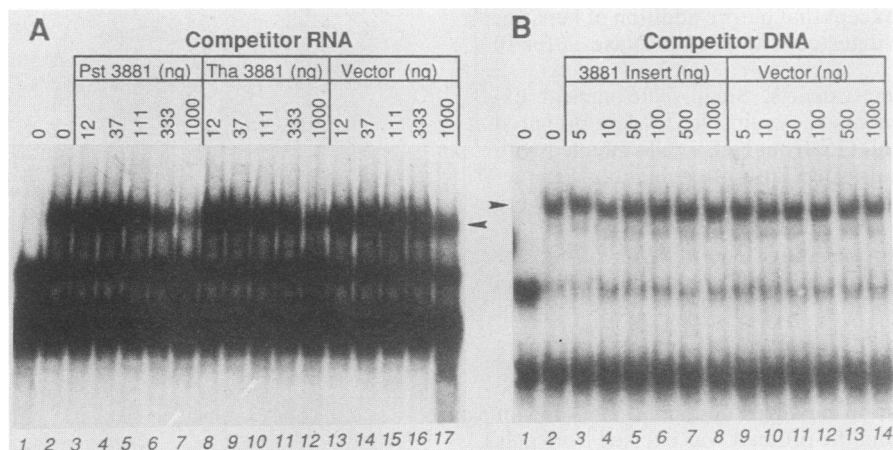 A
Competitor RNA
Pst 3881 (ng) Tha 3881 (ng) Vector (ng)
0 0 12 37 111 333 1000 12 37 111 333 1000 12 37 111 333 1000
1 2 3 4 5 6 7 8 9 10 11 12 13 14 15 16 17
B
Competitor DNA
3881 Insert (ng) Vector (ng)
0 0 5 10 50 100 500 1000 5 10 50 100 500 1000
1 2 3 4 5 6 7 8 9 10 11 12 13 14